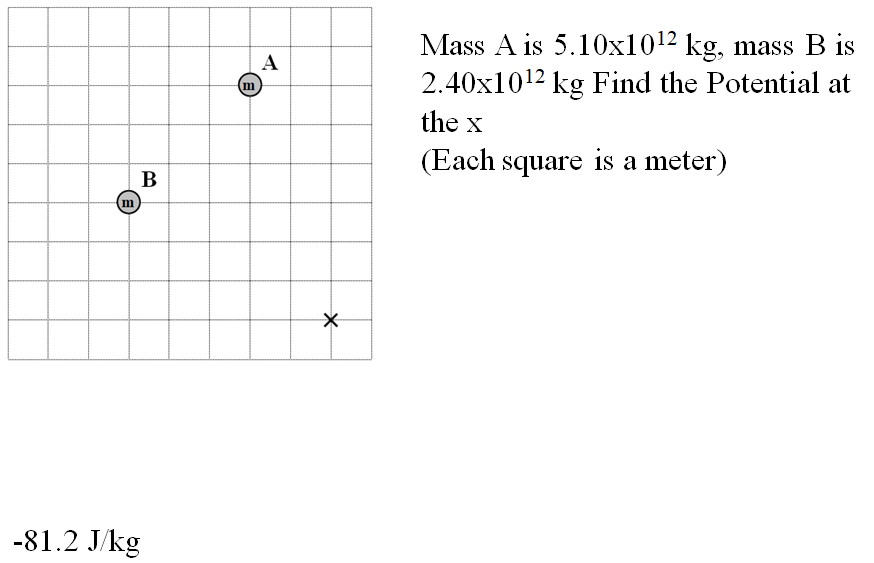 A
m
B
m
Mass A is 5.10x10¹² kg, mass B is
2.40x10¹² kg Find the Potential at
the x
(Each square is a meter)
-81.2 J/kg